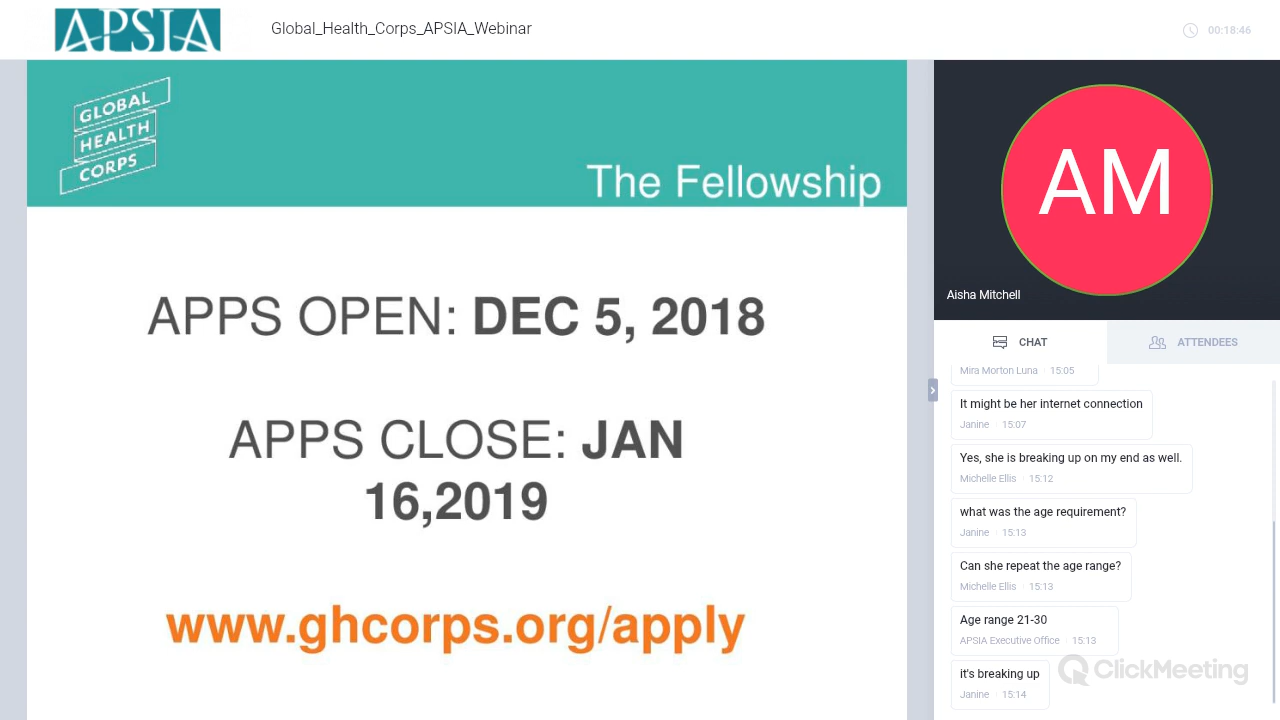 APSIA
Global_Health_Corps_APSIA_Webinar
00:18:46
GLOBAL
HEALTH
CORPS
The Fellowship
APPS OPEN: DEC 5, 2018
APPS CLOSE: JAN
16,2019
www.ghcorps.org/apply
AM
Aisha Mitchell
CHAT
ATTENDEES
Mira Morton Luna 15:05
It might be her internet connection
Janine 15:07
Yes, she is breaking up on my end as well.
Michelle Ellis 15:12
what was the age requirement?
Janine 15:13
Can she repeat the age range?
Michelle Ellis 15:13
Age range 21-30
APSIA Executive Office 15:13
it's breaking up
Janine 15:14
ClickMeeting